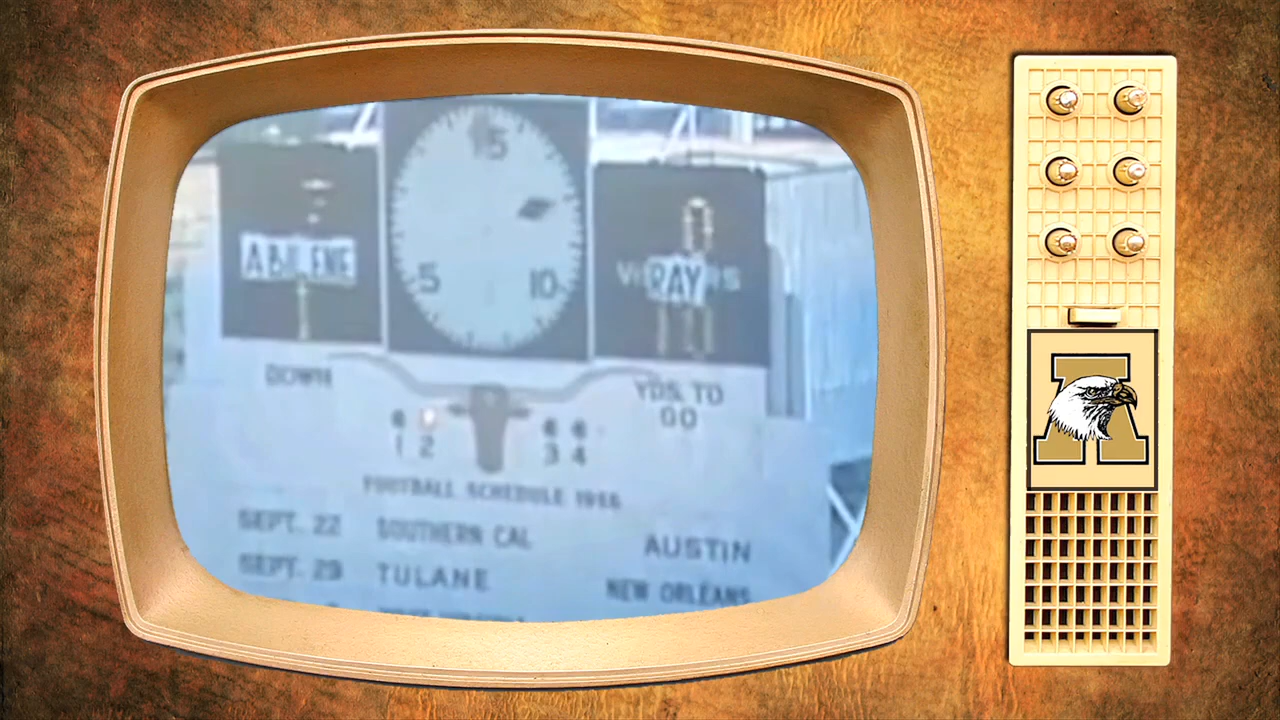 15
5
10
ABILENE
RAY
DOWN
YDS. TO
GO
1 2
3 4
FOOTBALL SCHEDULE 1956
SEPT. 22 SOUTHERN CAL AUSTIN
SEPT. 29 TULANE NEW ORLEANS
A